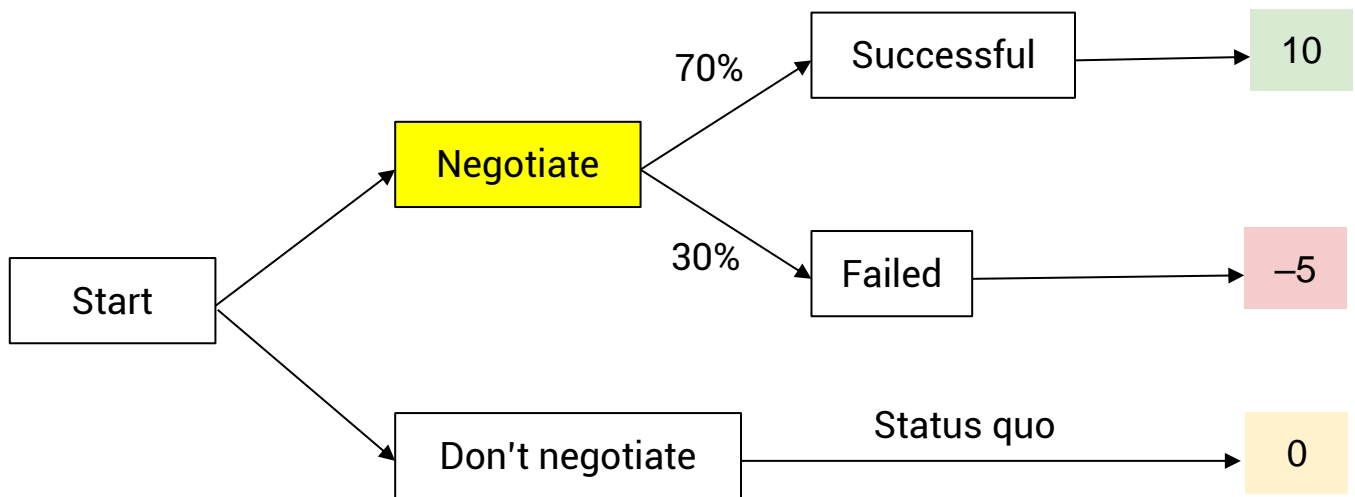 Successful
10
70%
Negotiate
30%
Failed
–5
Start
Don't negotiate
Status quo
0